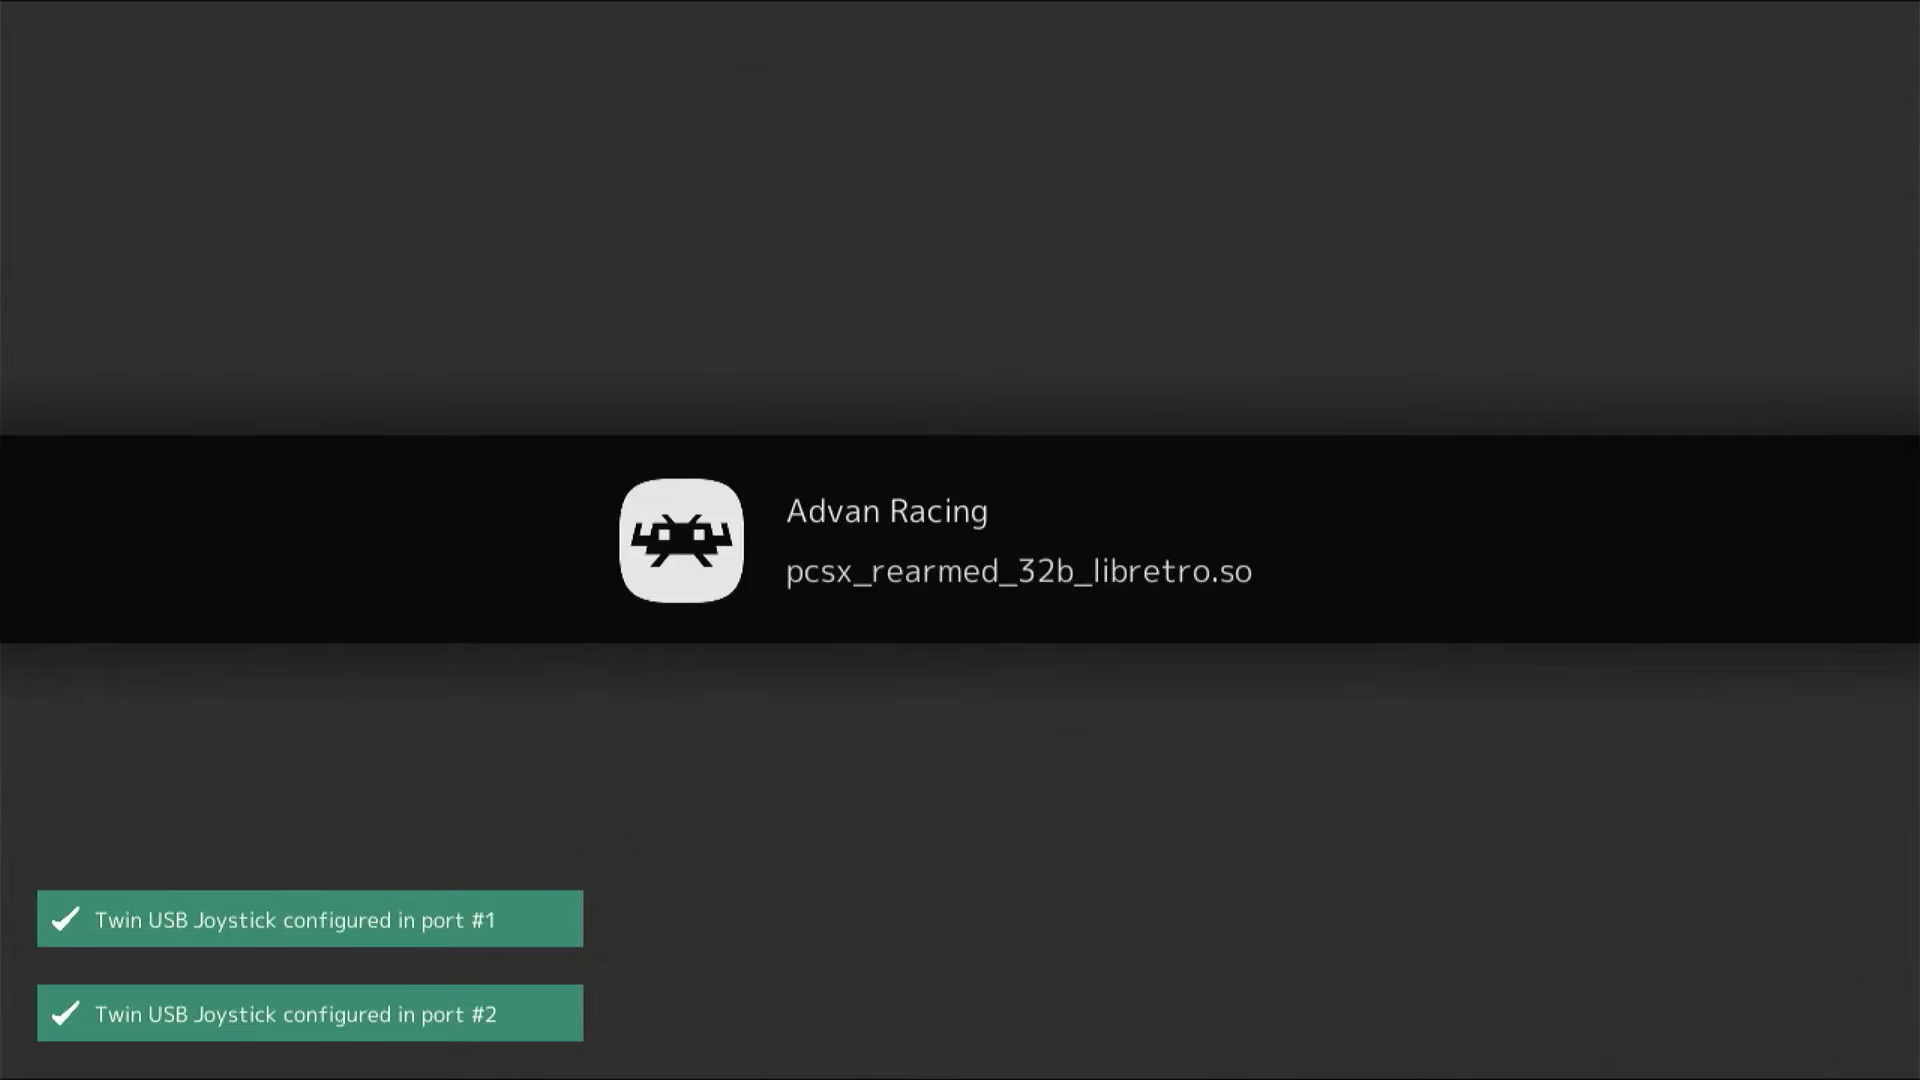 Advan Racing
pcsx_rearmed_32b_libretro.so
Twin USB Joystick configured in port #1
Twin USB Joystick configured in port #2